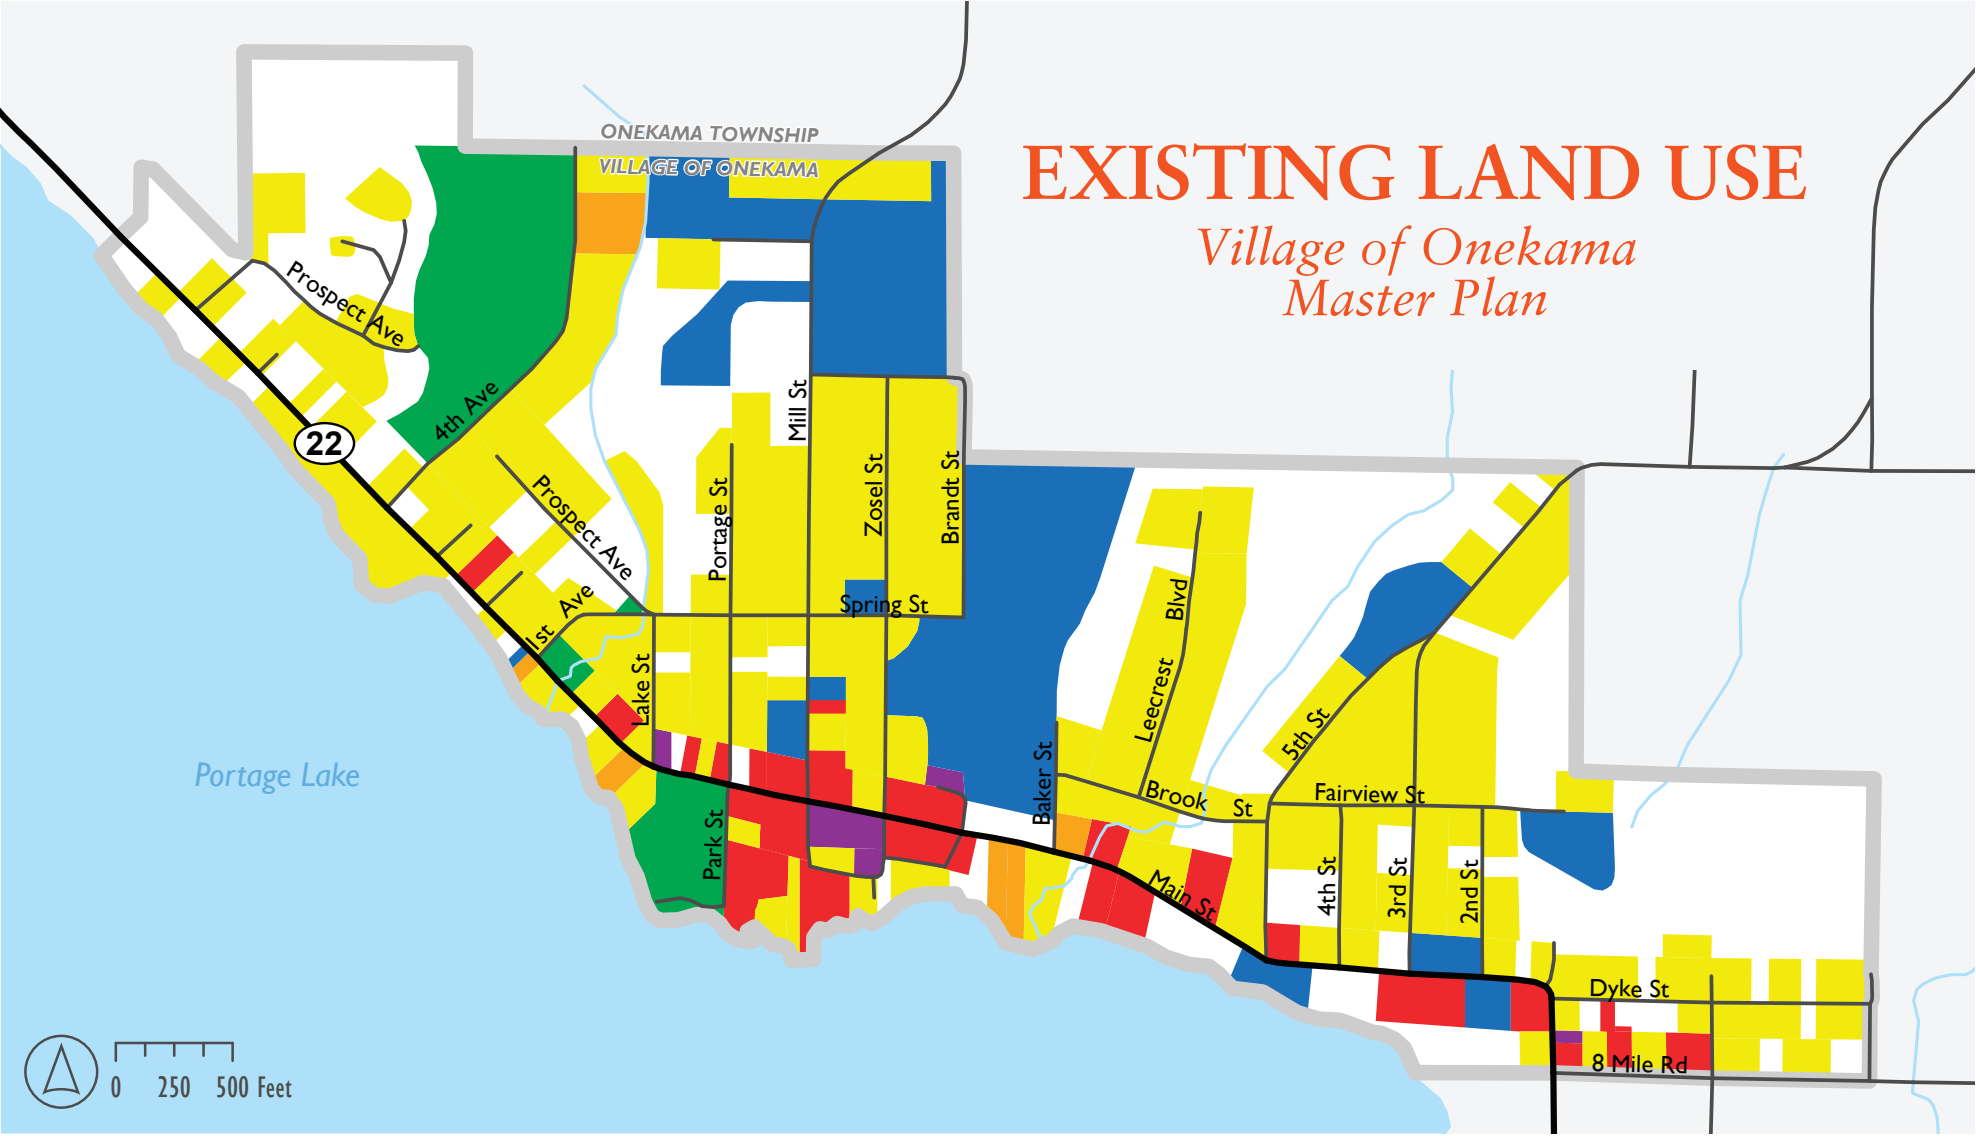 ONEKAMA TOWNSHIP
VILLAGE OF ONEKAMA
EXISTING LAND USE
Village of Onekama
Master Plan
Prospect Ave
4th Ave
22
Mill St
Zosel St
Brandt St
Portage St
Prospect Ave
1st Ave
Spring St
Lake St
Leecrest Blvd
5th St
Baker St
Brook St
Fairview St
Portage Lake
Park St
Main St
4th St
3rd St
2nd St
Dyke St
8 Mile Rd
0 250 500 Feet